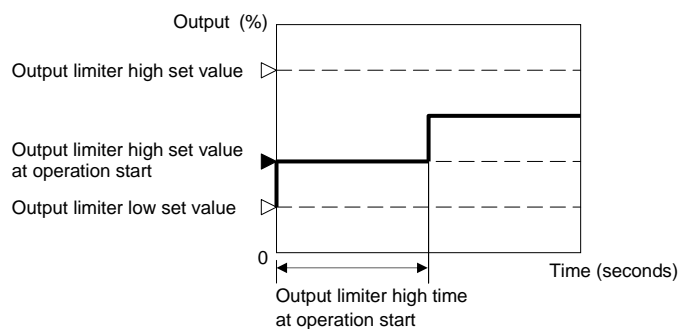 Output (%)
Output limiter high set value
Output limiter high set value
at operation start
Output limiter low set value
0
Time (seconds)
Output limiter high time
at operation start